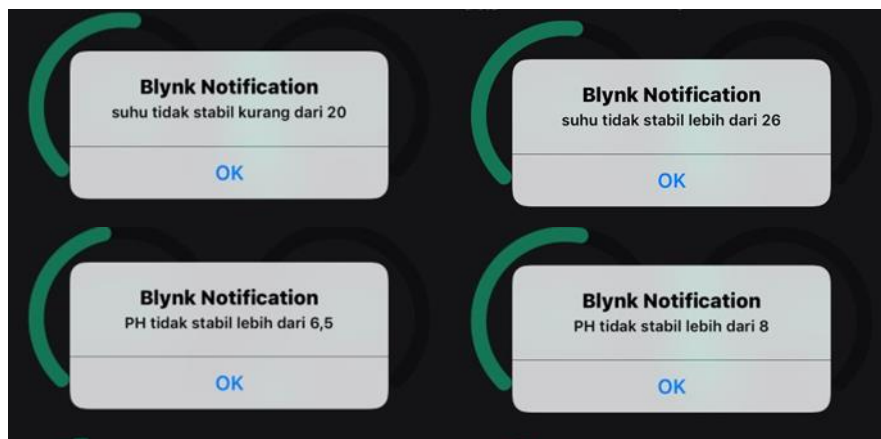 Blynk Notification
suhu tidak stabil kurang dari 20
OK
Blynk Notification
suhu tidak stabil lebih dari 26
OK
Blynk Notification
PH tidak stabil lebih dari 6,5
OK
Blynk Notification
PH tidak stabil lebih dari 8
OK